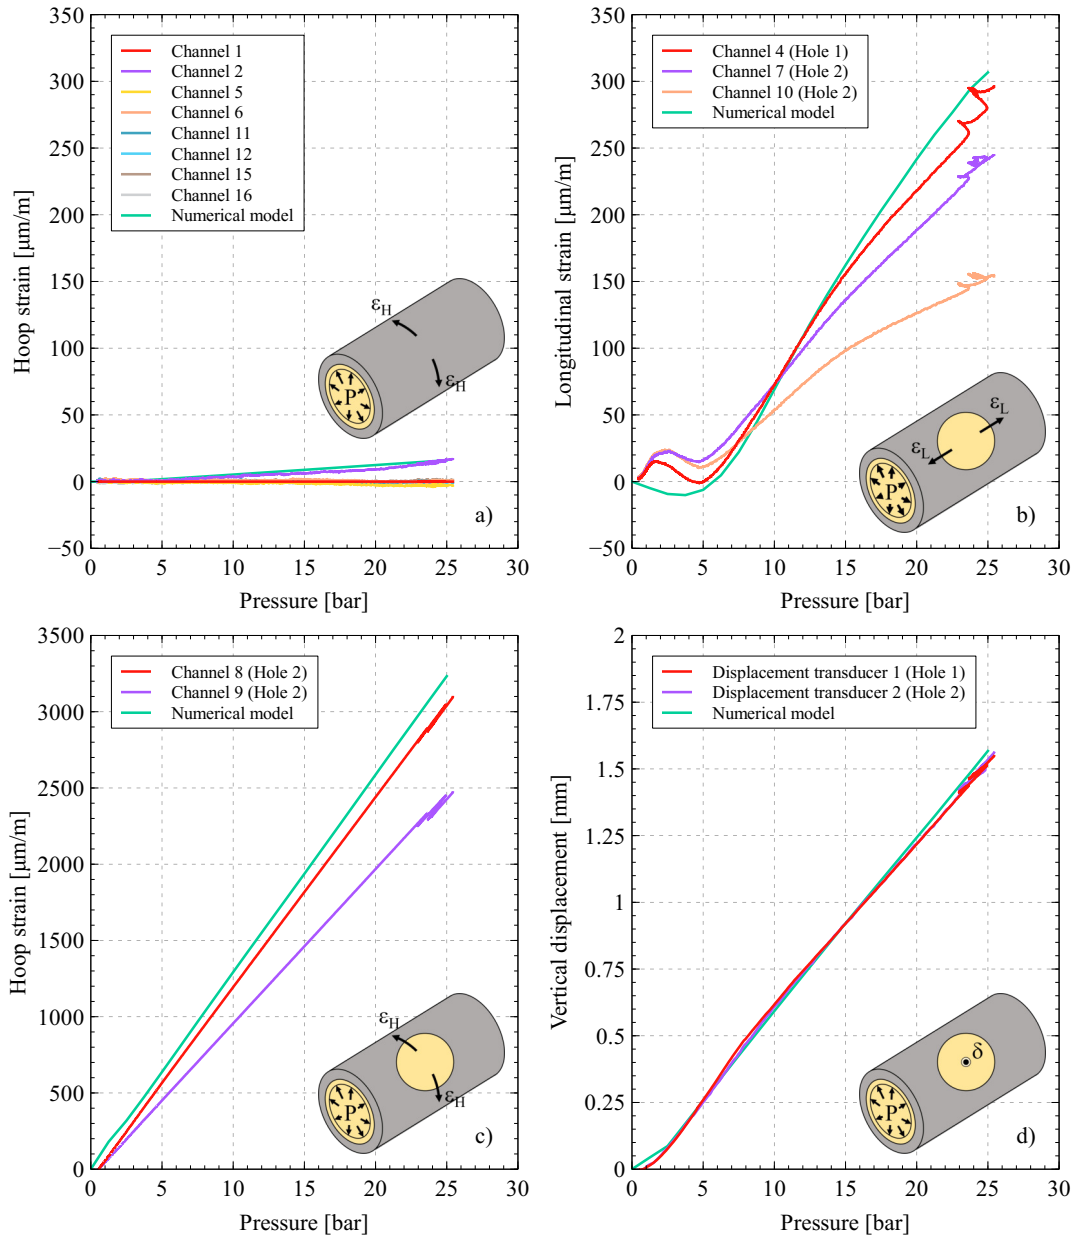 350
300
250
200
150
100
50
0
−50
Hoop strain [µm/m]
Channel 1
Channel 2
Channel 5
Channel 6
Channel 11
Channel 12
Channel 15
Channel 16
Numerical model
εH
εH
P
a)
0 5 10 15 20 25 30
Pressure [bar]
350
300
250
200
150
100
50
0
−50
Longitudinal strain [µm/m]
Channel 4 (Hole 1)
Channel 7 (Hole 2)
Channel 10 (Hole 2)
Numerical model
εL
εL
P
b)
0 5 10 15 20 25 30
Pressure [bar]
3500
3000
2500
2000
1500
1000
500
0
Hoop strain [µm/m]
Channel 8 (Hole 2)
Channel 9 (Hole 2)
Numerical model
εH
εH
P
c)
0 5 10 15 20 25 30
Pressure [bar]
2
1.75
1.5
1.25
1
0.75
0.5
0.25
0
Vertical displacement [mm]
Displacement transducer 1 (Hole 1)
Displacement transducer 2 (Hole 2)
Numerical model
δ
P
d)
0 5 10 15 20 25 30
Pressure [bar]